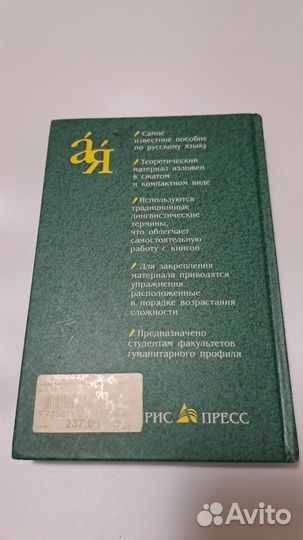 а́я́
Самое
известное пособие
по русскому языку
Теоретический
материал изложен
в сжатом
и компактном виде
Используются
традиционные
лингвистические
термины,
что облегчает
самостоятельную
работу с книгой
Для закрепления
материала приводятся
упражнения,
расположенные
в порядке возрастания
сложности
Предназначено
студентам факультетов
гуманитарного профиля
237.00
РИС ПРЕСС
Avito